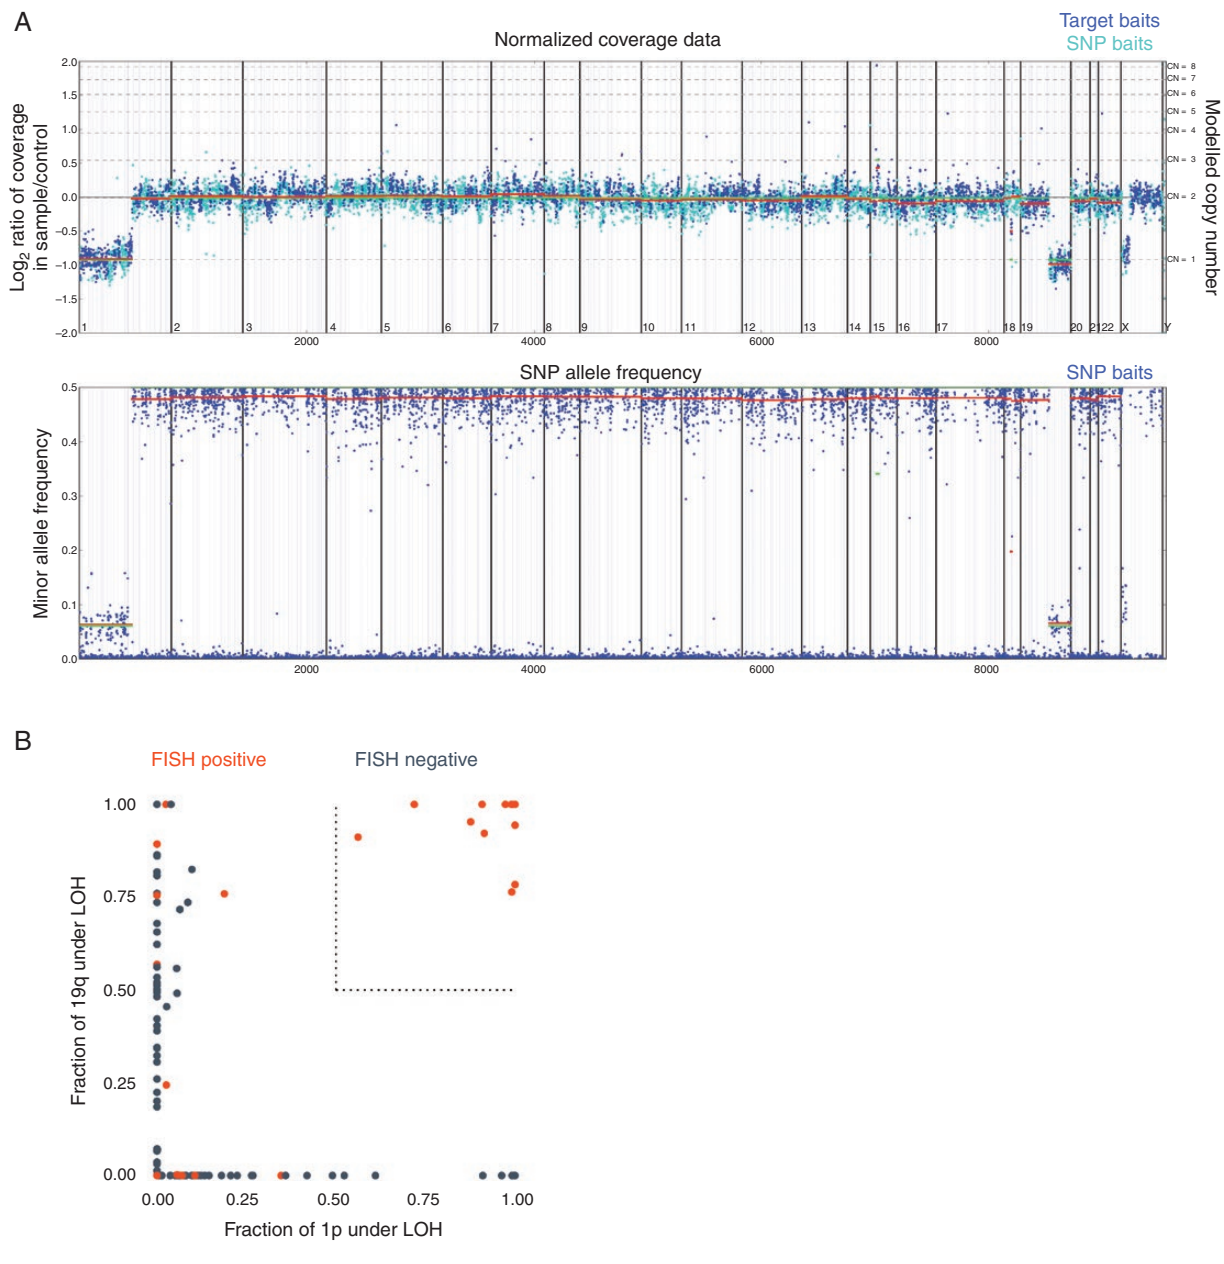 A
Target baits
Normalized coverage data
SNP baits
Log2 ratio of coverage
in sample/control
Modelled copy number
2.0
1.5
1.0
0.5
0.0
−0.5
−1.0
−1.5
−2.0
CN = 8
CN = 7
CN = 6
CN = 5
CN = 4
CN = 3
CN = 2
CN = 1
1 2 3 4 5 6 7 8 9 10 11 12 13 14 15 16 17 18 19 20 21 22 X Y
2000 4000 6000 8000
SNP allele frequency
SNP baits
Minor allele frequency
0.5
0.4
0.3
0.2
0.1
0.0
2000 4000 6000 8000
B
FISH positive FISH negative
Fraction of 19q under LOH
1.00
0.75
0.50
0.25
0.00
0.00 0.25 0.50 0.75 1.00
Fraction of 1p under LOH